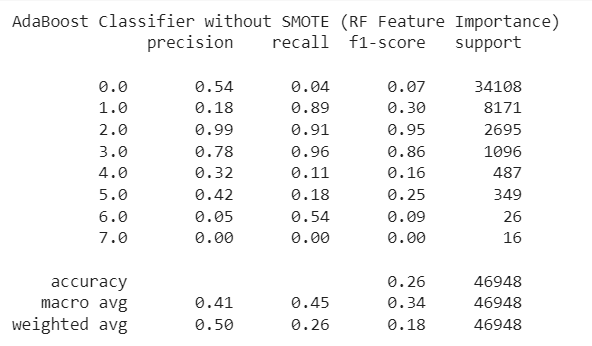 AdaBoost Classifier without SMOTE (RF Feature Importance)
precision recall f1-score support
0.0 0.54 0.04 0.07 34108
1.0 0.18 0.89 0.30 8171
2.0 0.99 0.91 0.95 2695
3.0 0.78 0.96 0.86 1096
4.0 0.32 0.11 0.16 487
5.0 0.42 0.18 0.25 349
6.0 0.05 0.54 0.09 26
7.0 0.00 0.00 0.00 16
accuracy 0.26 46948
macro avg 0.41 0.45 0.34 46948
weighted avg 0.50 0.26 0.18 46948